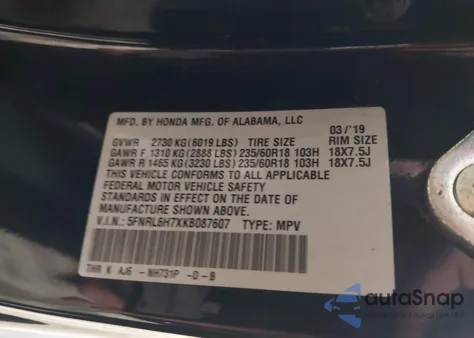 MFD. BY HONDA MFG. OF ALABAMA, LLC
03/'19
GVWR 2730 KG(6019 LBS) TIRE SIZE RIM SIZE
GAWR F 1310 KG(2888 LBS) 235/60R18 103H 18X7.5J
GAWR R 1465 KG(3230 LBS) 235/60R18 103H 18X7.5J
THIS VEHICLE CONFORMS TO ALL APPLICABLE
FEDERAL MOTOR VEHICLE SAFETY
STANDARDS IN EFFECT ON THE DATE OF
MANUFACTURE SHOWN ABOVE.
V.I.N.: 5FNRL6H7XKB087607 TYPE: MPV
THR K AJ6 -NH731P -D-B
autoSnap